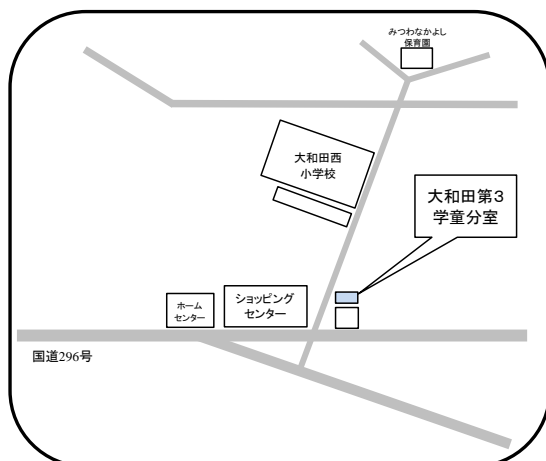 みつわなかよし
保育園
大和田西
小学校
大和田第３
学童分室
ショッピング
センター
ホーム
センター
国道296号